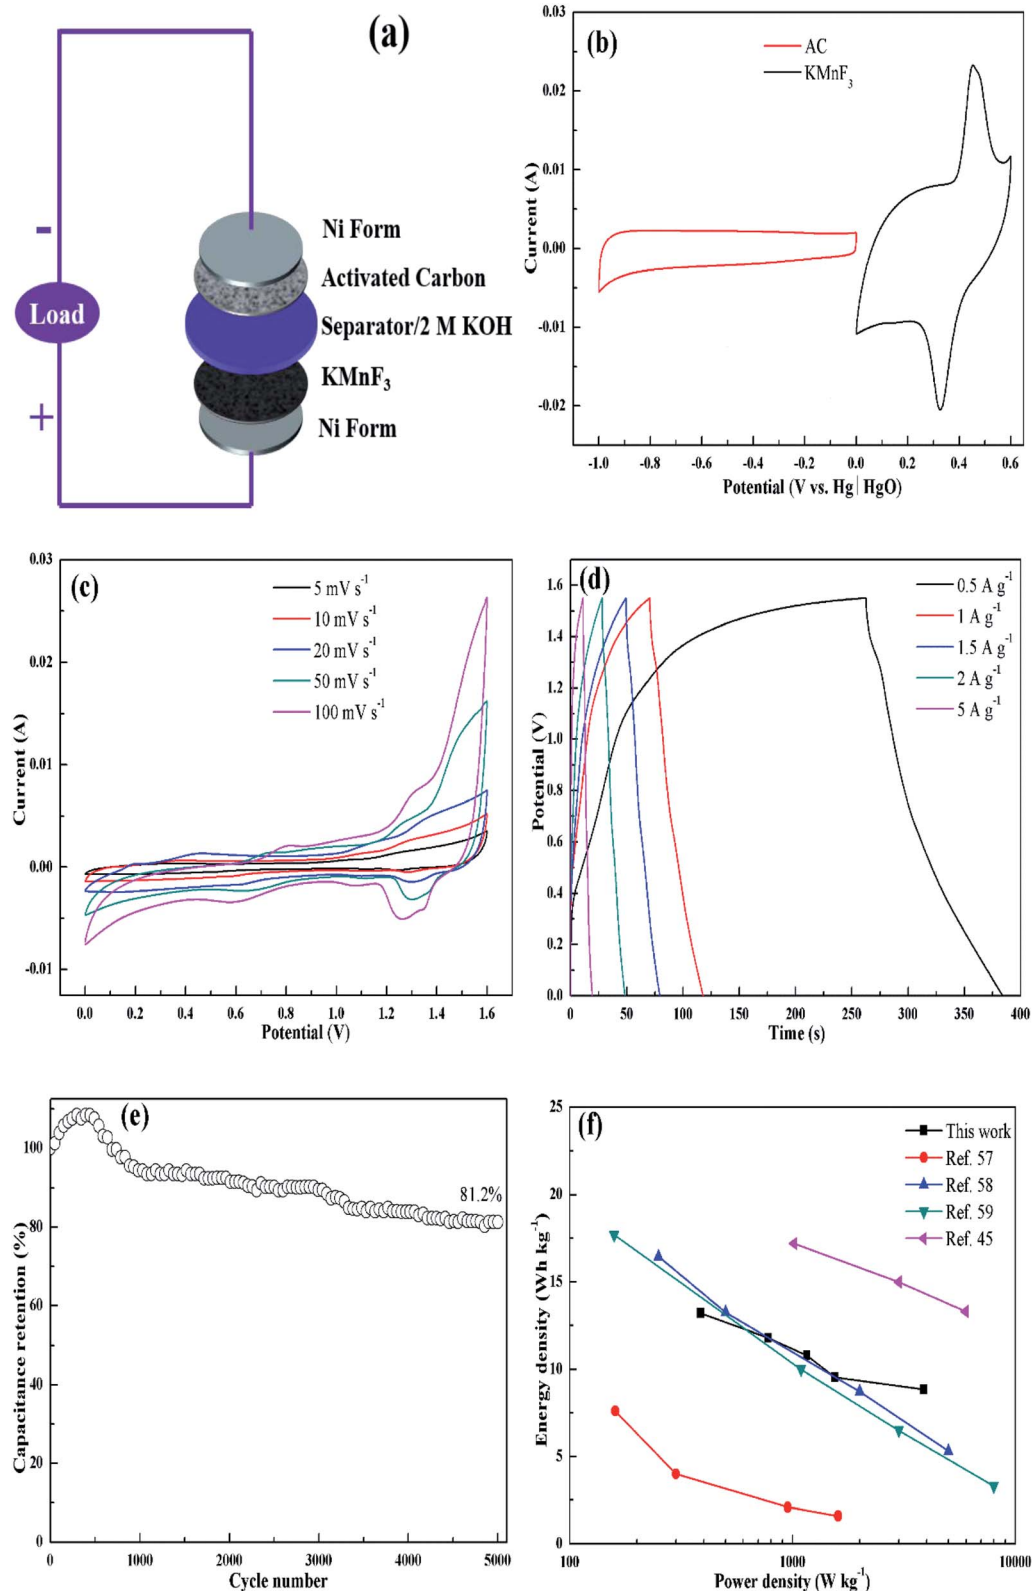 (a)
Ni Form
Activated Carbon
Separator/2 M KOH
KMnF₃
Ni Form
-
Load
+
(b)
AC
KMnF₃
Current (A)
0.03
0.02
0.01
0.00
-0.01
-0.02
-1.0 -0.8 -0.6 -0.4 -0.2 0.0 0.2 0.4 0.6
Potential (V vs. Hg|HgO)
(c)
5 mV s⁻¹
10 mV s⁻¹
20 mV s⁻¹
50 mV s⁻¹
100 mV s⁻¹
Current (A)
0.03
0.02
0.01
0.00
-0.01
0.0 0.2 0.4 0.6 0.8 1.0 1.2 1.4 1.6
Potential (V)
(d)
0.5 A g⁻¹
1 A g⁻¹
1.5 A g⁻¹
2 A g⁻¹
5 A g⁻¹
Potential (V)
1.6
1.4
1.2
1.0
0.8
0.6
0.4
0.2
0.0
0 50 100 150 200 250 300 350 400
Time (s)
(e)
81.2%
Capacitance retention (%)
100
80
60
40
20
0
0 1000 2000 3000 4000 5000
Cycle number
(f)
This work
Ref. 57
Ref. 58
Ref. 59
Ref. 45
Energy density (Wh kg⁻¹)
25
20
15
10
5
0
100 1000 10000
Power density (W kg⁻¹)